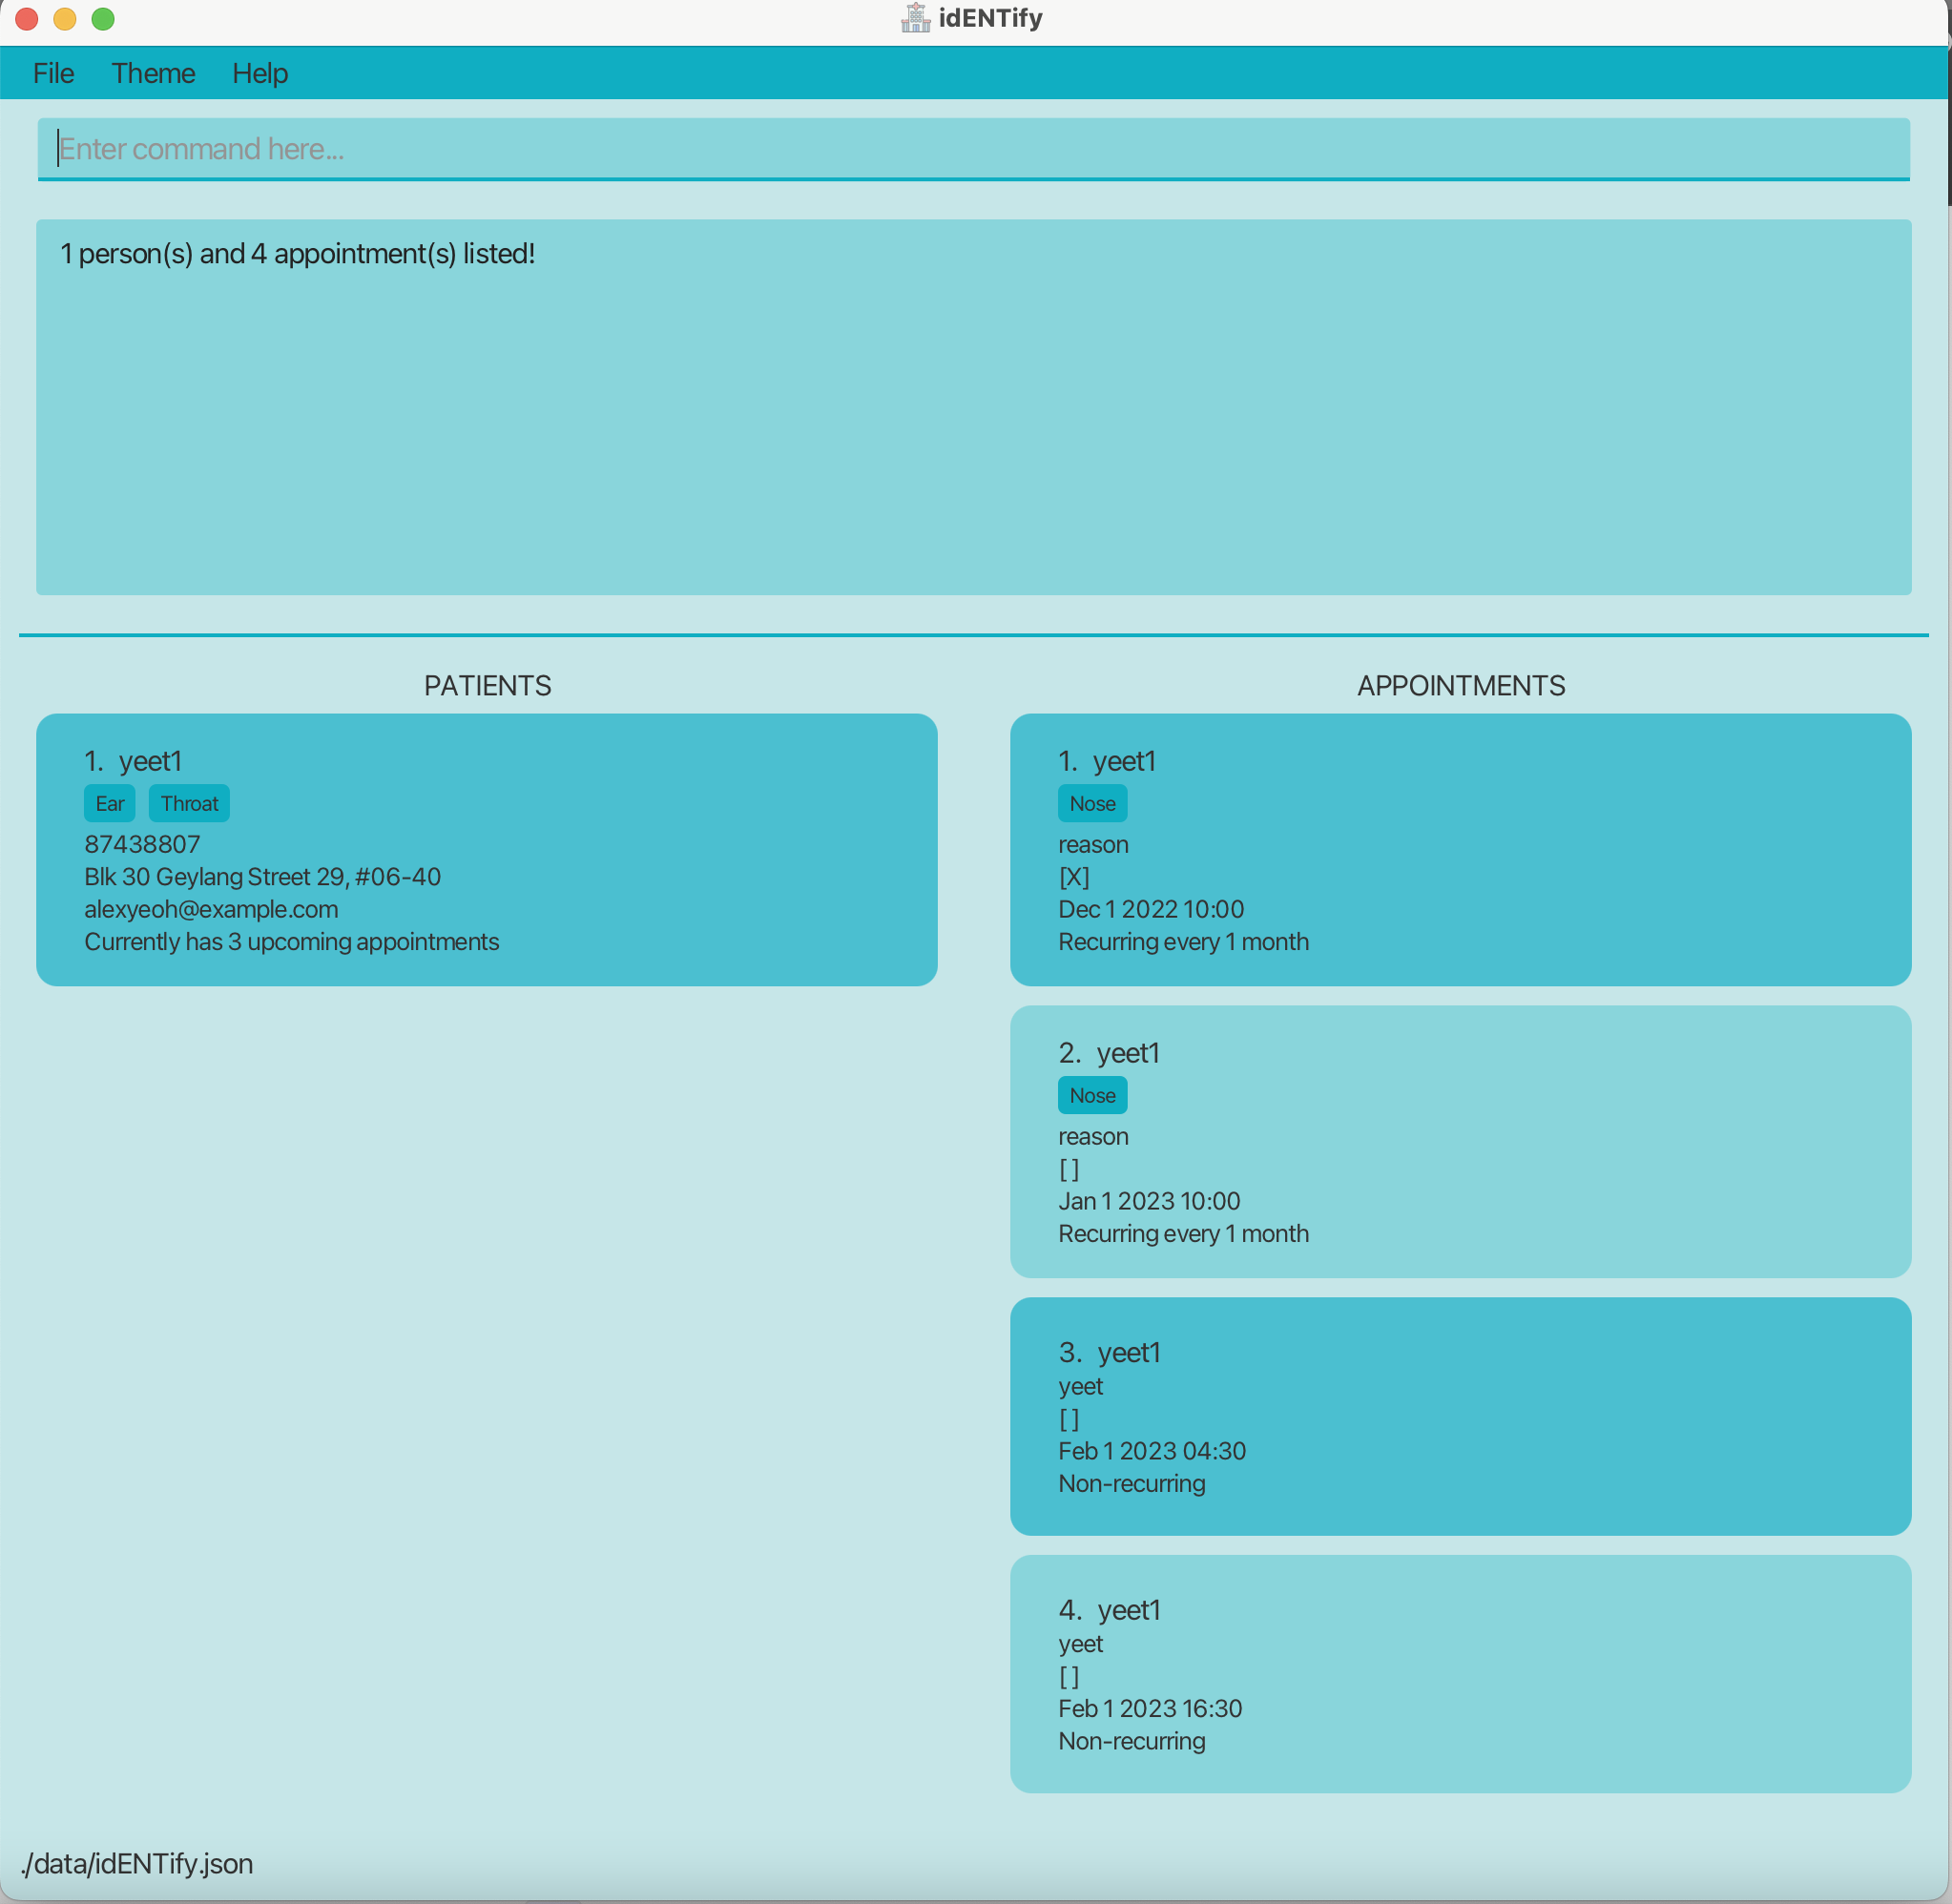 idENTify
File Theme Help
Enter command here...
1 person(s) and 4 appointment(s) listed!
PATIENTS
1. yeet1
Ear Throat
87438807
Blk 30 Geylang Street 29, #06-40
alexyeoh@example.com
Currently has 3 upcoming appointments
APPOINTMENTS
1. yeet1
Nose
reason
[X]
Dec 1 2022 10:00
Recurring every 1 month
2. yeet1
Nose
reason
[ ]
Jan 1 2023 10:00
Recurring every 1 month
3. yeet1
yeet
[ ]
Feb 1 2023 04:30
Non-recurring
4. yeet1
yeet
[ ]
Feb 1 2023 16:30
Non-recurring
./data/idENTify.json